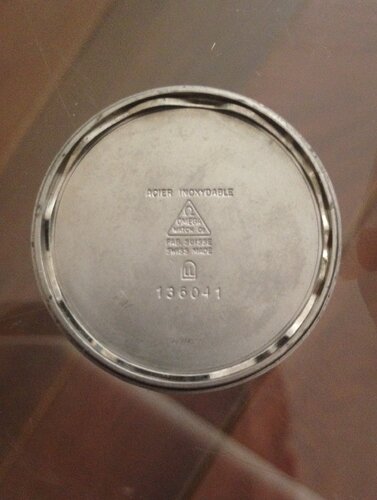 ACIER INOXYDABLE
Ω
OMEGA
WATCH Co
FAB. SUISSE
SWISS MADE
136041